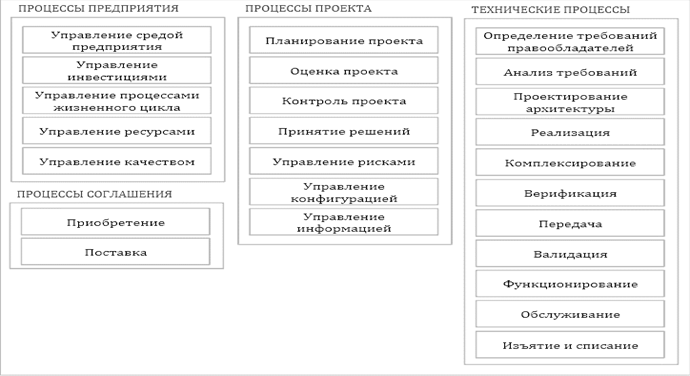 ПРОЦЕССЫ ПРЕДПРИЯТИЯ
Управление средой
предприятия
Управление
инвестициями
Управление процессами
жизненного цикла
Управление ресурсами
Управление качеством
ПРОЦЕССЫ СОГЛАШЕНИЯ
Приобретение
Поставка
ПРОЦЕССЫ ПРОЕКТА
Планирование проекта
Оценка проекта
Контроль проекта
Принятие решений
Управление рисками
Управление
конфигурацией
Управление
информацией
ТЕХНИЧЕСКИЕ ПРОЦЕССЫ
Определение требований
правообладателей
Анализ требований
Проектирование
архитектуры
Реализация
Комплексирование
Верификация
Передача
Валидация
Функционирование
Обслуживание
Изъятие и списание